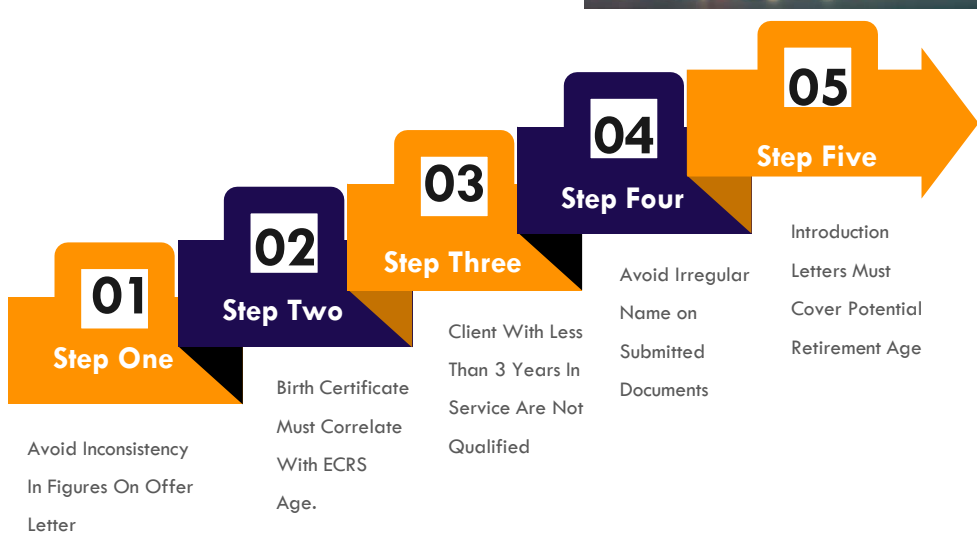 01
Step One
Avoid Inconsistency
In Figures On Offer
Letter
02
Step Two
Birth Certificate
Must Correlate
With ECRS
Age.
03
Step Three
Client With Less
Than 3 Years In
Service Are Not
Qualified
04
Step Four
Avoid Irregular
Name on
Submitted
Documents
05
Step Five
Introduction
Letters Must
Cover Potential
Retirement Age